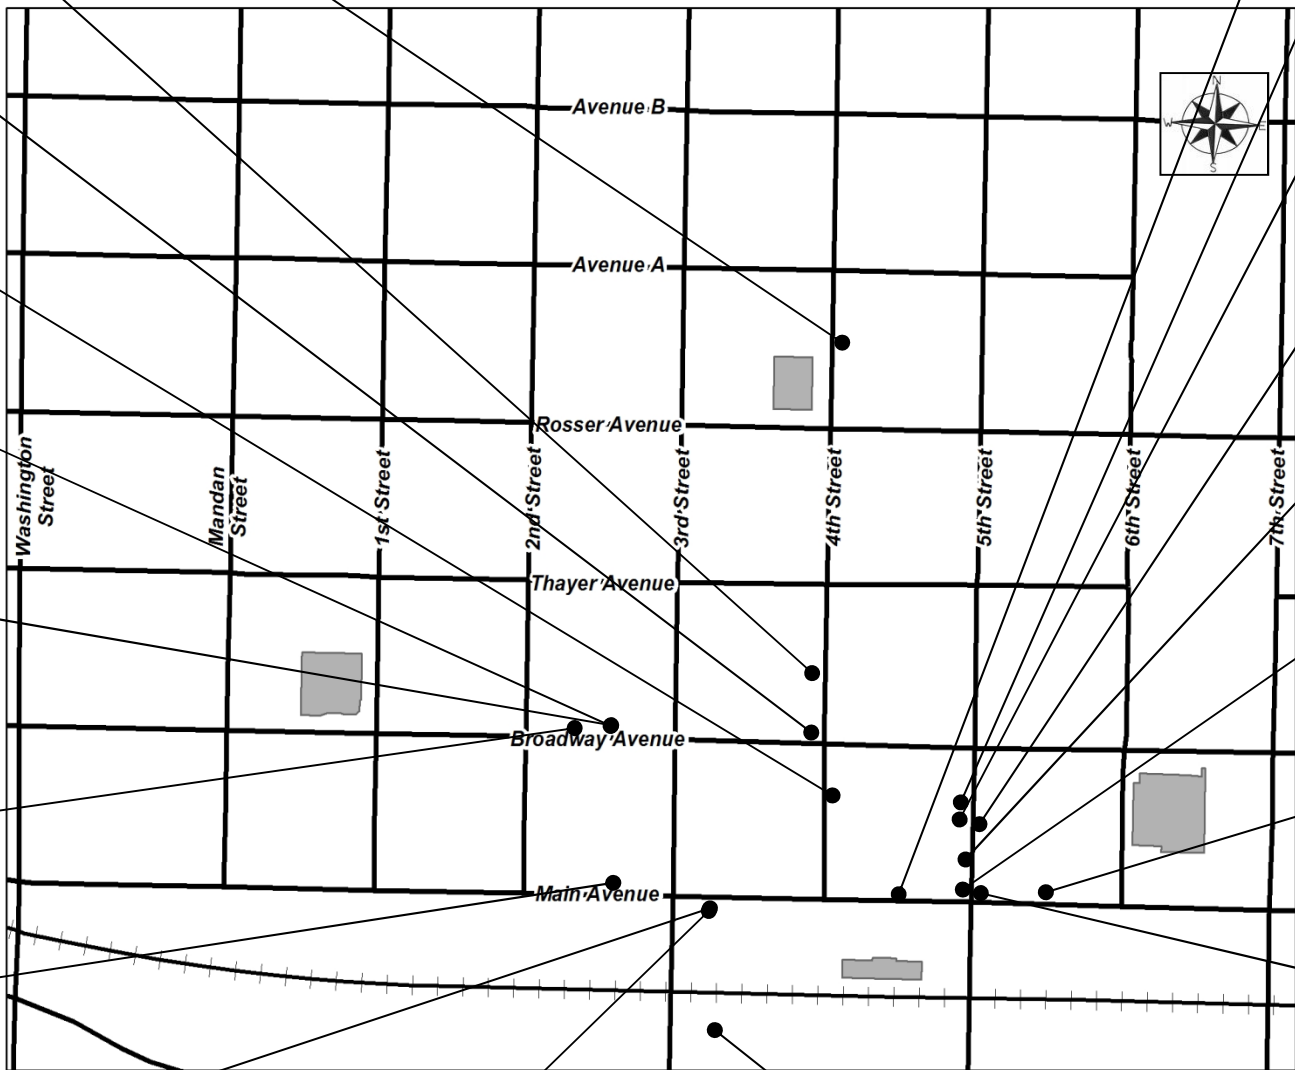 N
W E
S
Avenue B
Avenue A
Rosser Avenue
Washington
Street
Mandan
Street
1st Street
2nd Street
3rd Street
4th Street
5th Street
6th Street
7th Street
Thayer Avenue
Broadway Avenue
Main Avenue